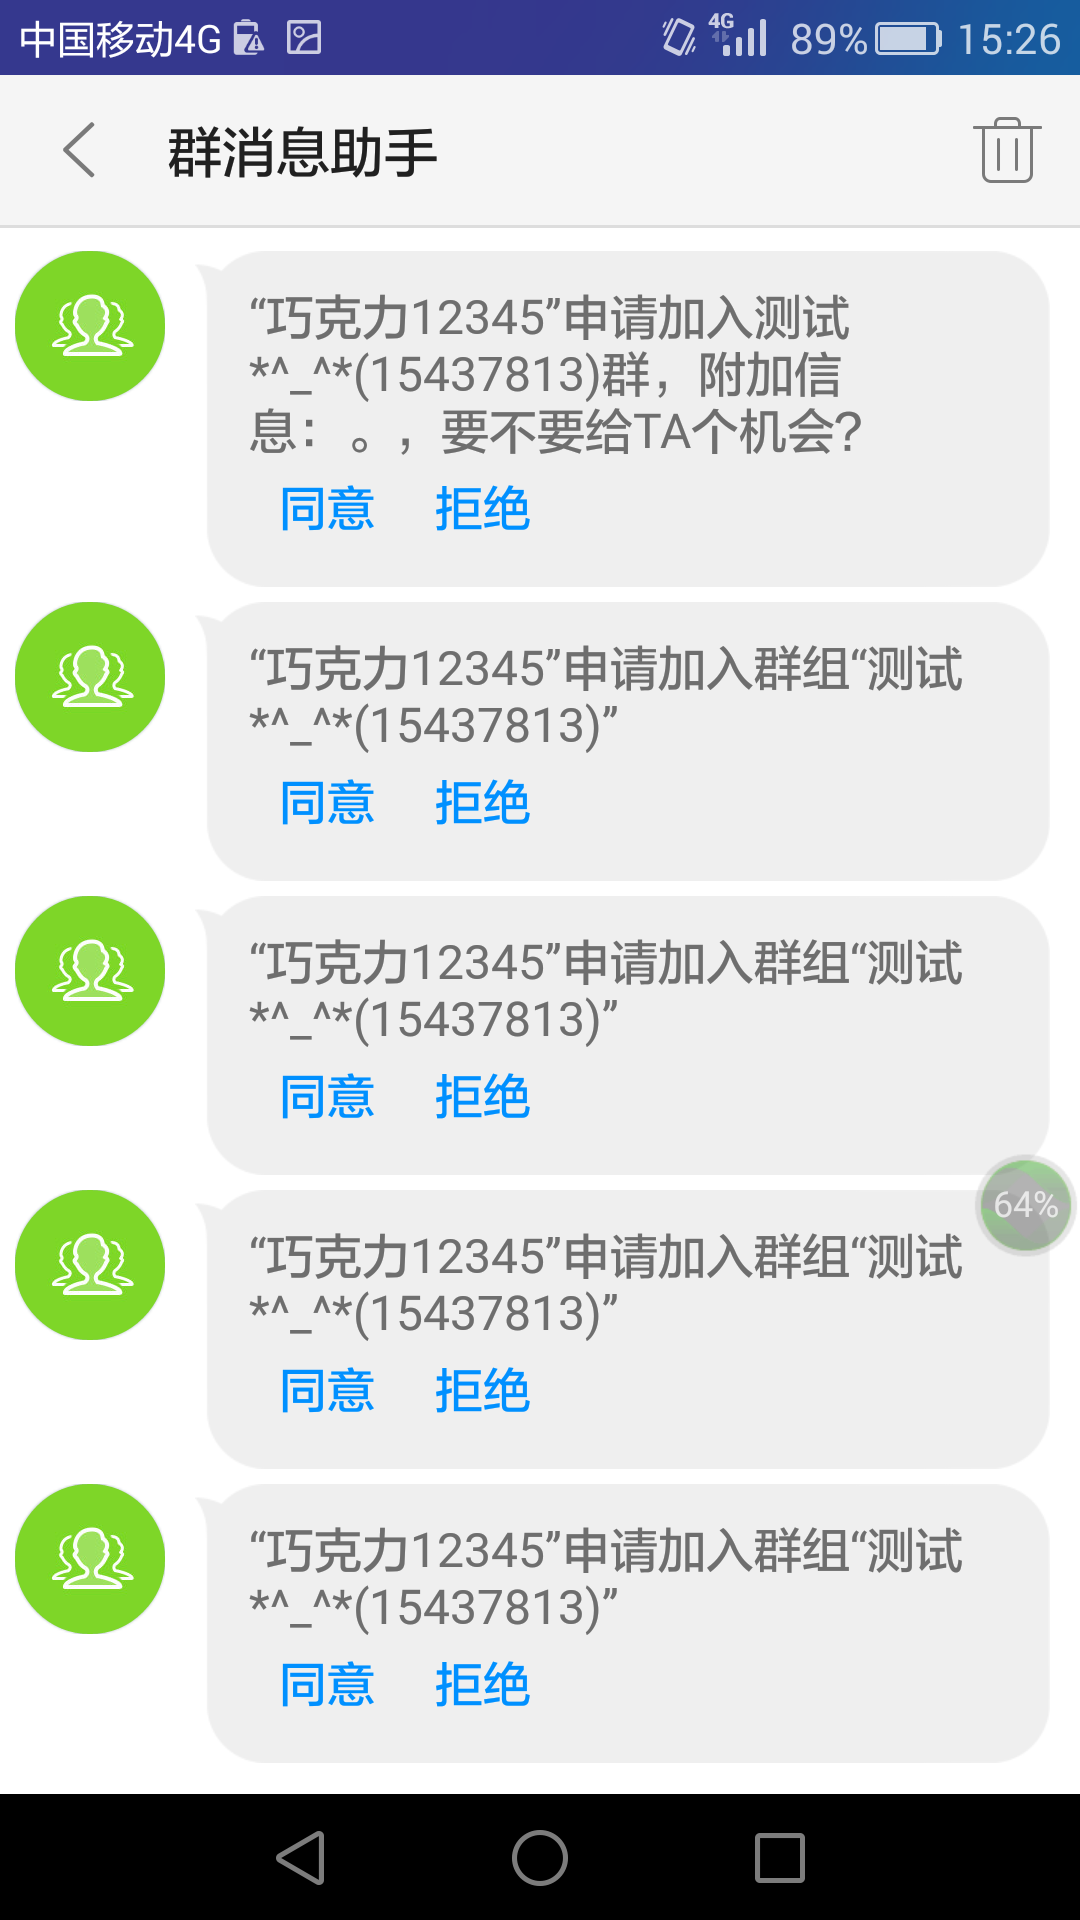 中国移动4G 4G 89% 15:26
群消息助手
“巧克力12345”申请加入测试
*^_^*(15437813)群，附加信
息：。，要不要给TA个机会？
同意 拒绝
“巧克力12345”申请加入群组“测试
*^_^*(15437813)”
同意 拒绝
“巧克力12345”申请加入群组“测试
*^_^*(15437813)”
同意 拒绝
64%
“巧克力12345”申请加入群组“测试
*^_^*(15437813)”
同意 拒绝
“巧克力12345”申请加入群组“测试
*^_^*(15437813)”
同意 拒绝